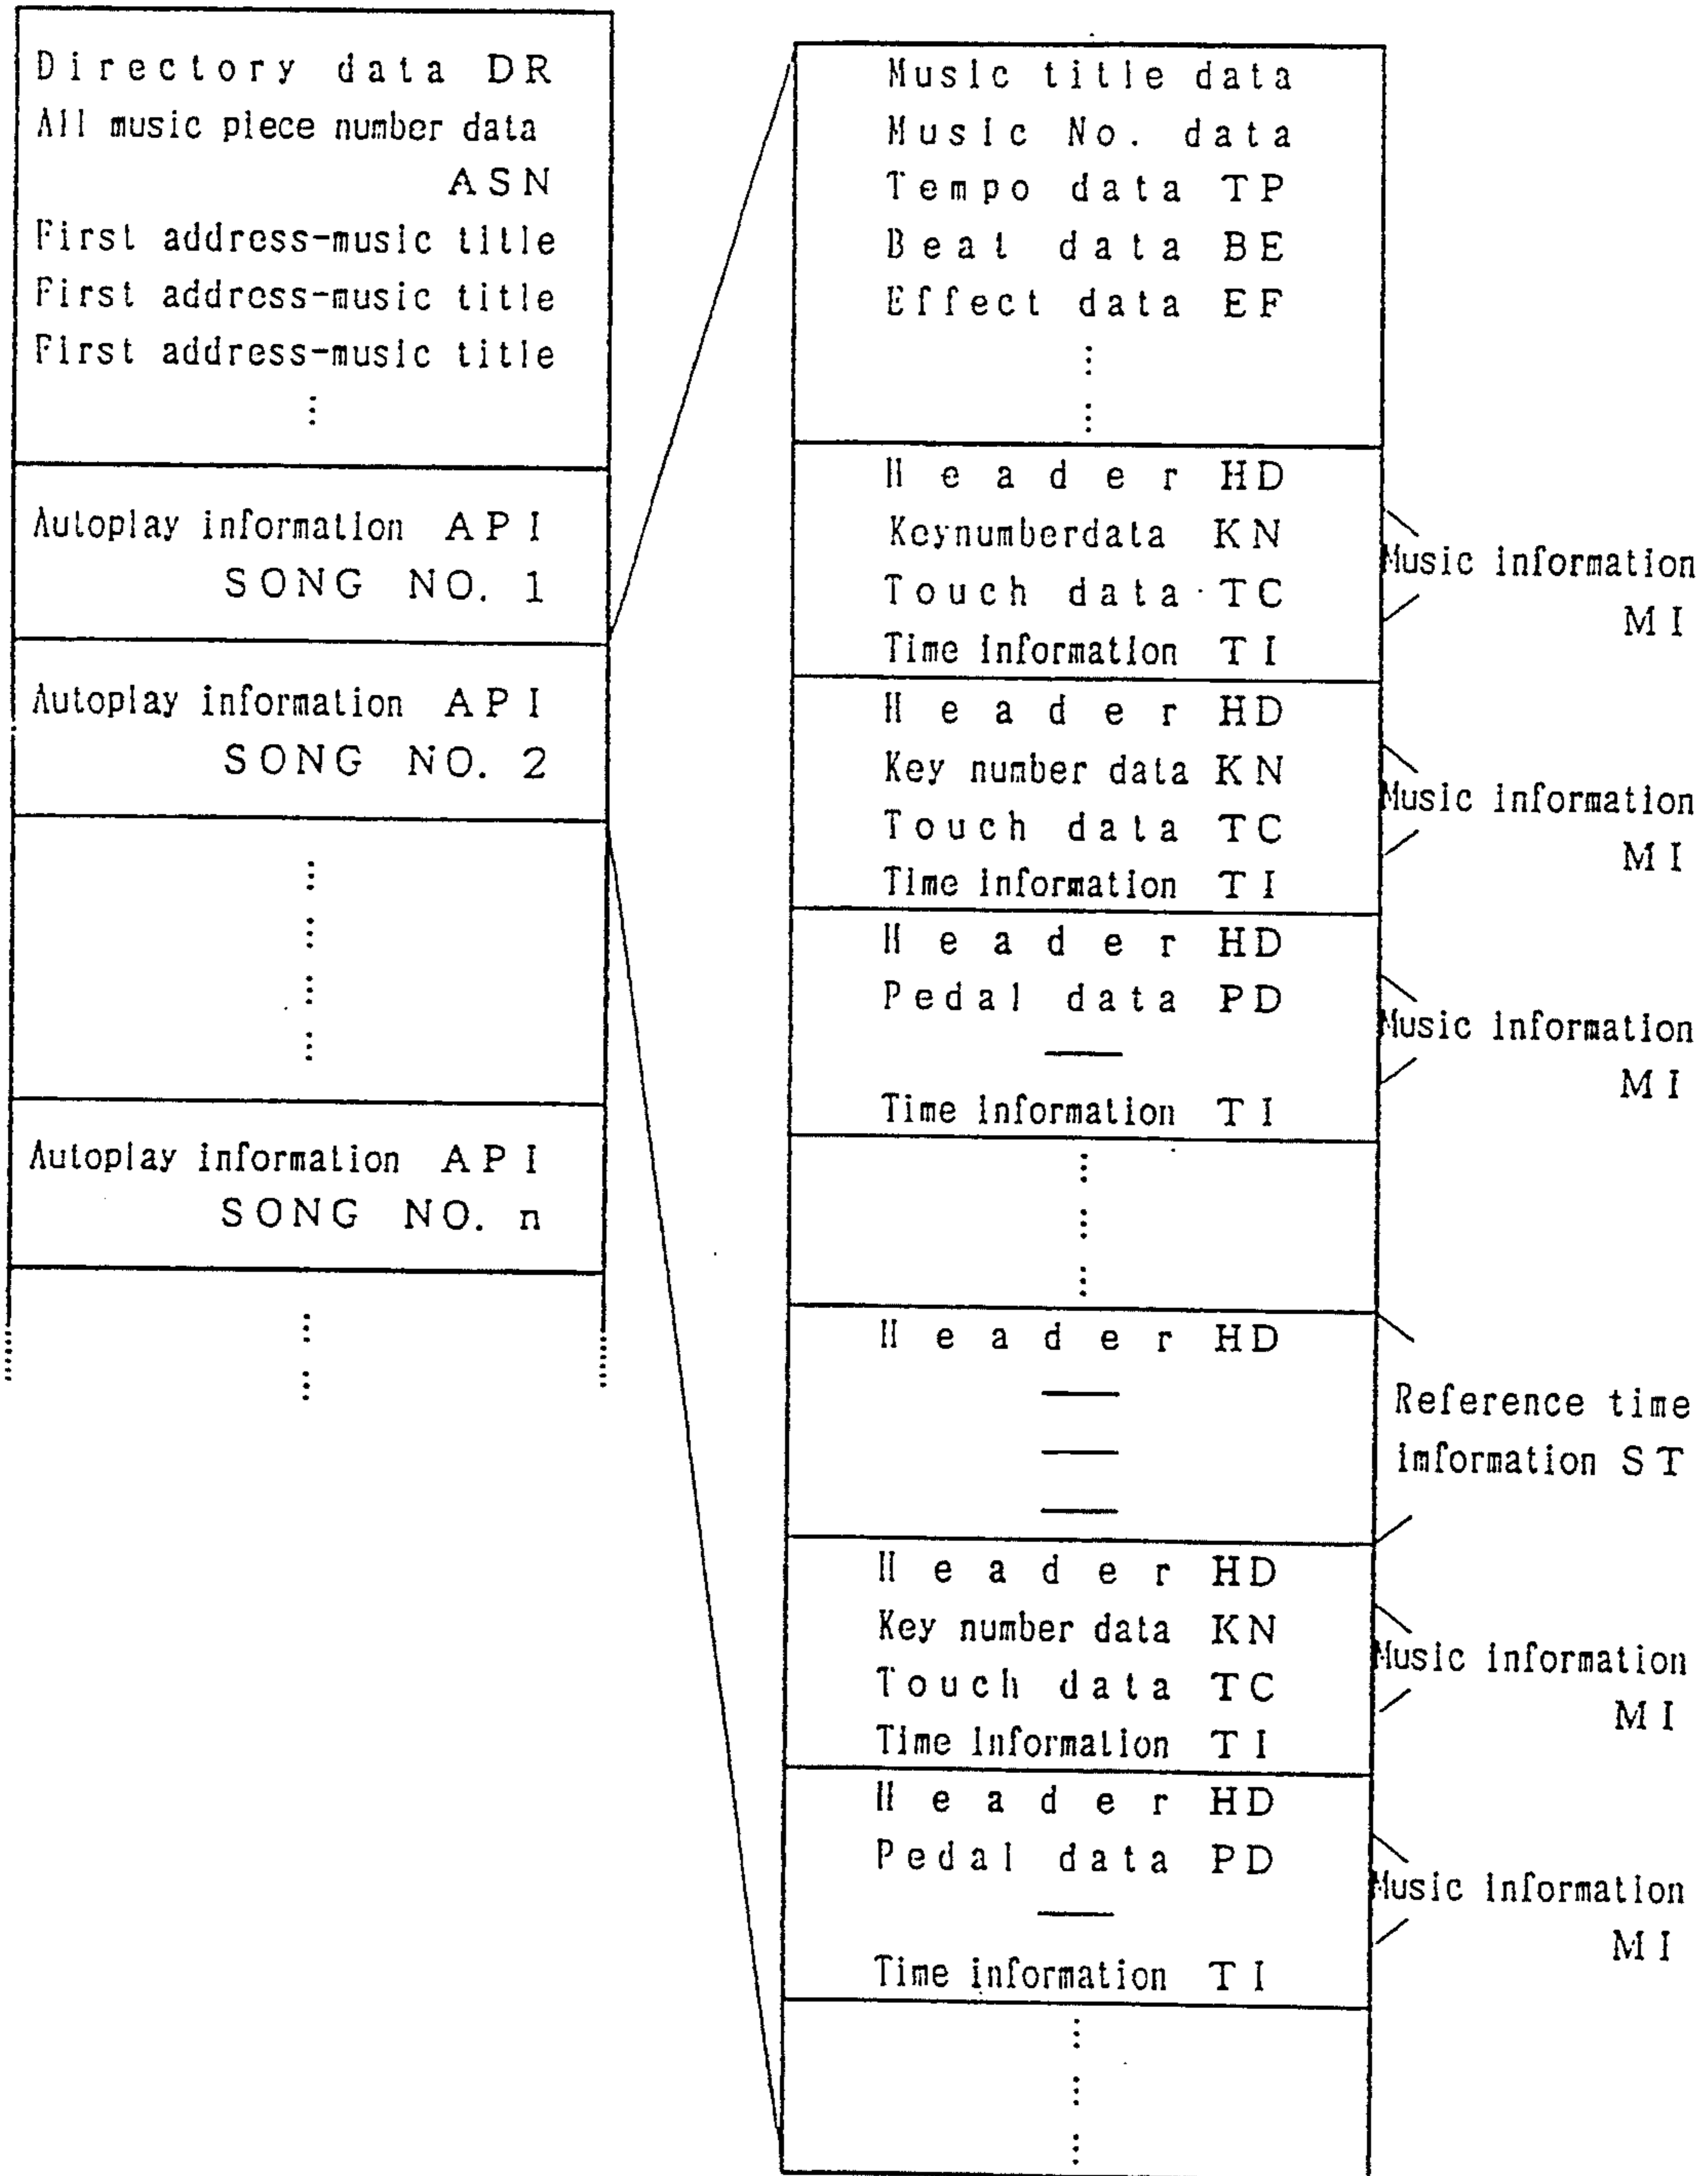 Directory data DR
All music piece number data
ASN
First address-music title
First address-music title
First address-music title
Autoplay information API
SONG NO. 1
Autoplay information API
SONG NO. 2
Autoplay information API
SONG NO. n
Music title data
Music No. data
Tempo data TP
Beat data BE
Effect data EF
Header HD
Keynumberdata KN
Touch data TC
Time information TI
Music information
MI
Header HD
Key number data KN
Touch data TC
Time information TI
Music information
MI
Header HD
Pedal data PD
Time information TI
Music information
MI
Header HD
Reference time
imformation ST
Header HD
Key number data KN
Touch data TC
Time information TI
Music information
MI
Header HD
Pedal data PD
Time information TI
Music information
MI